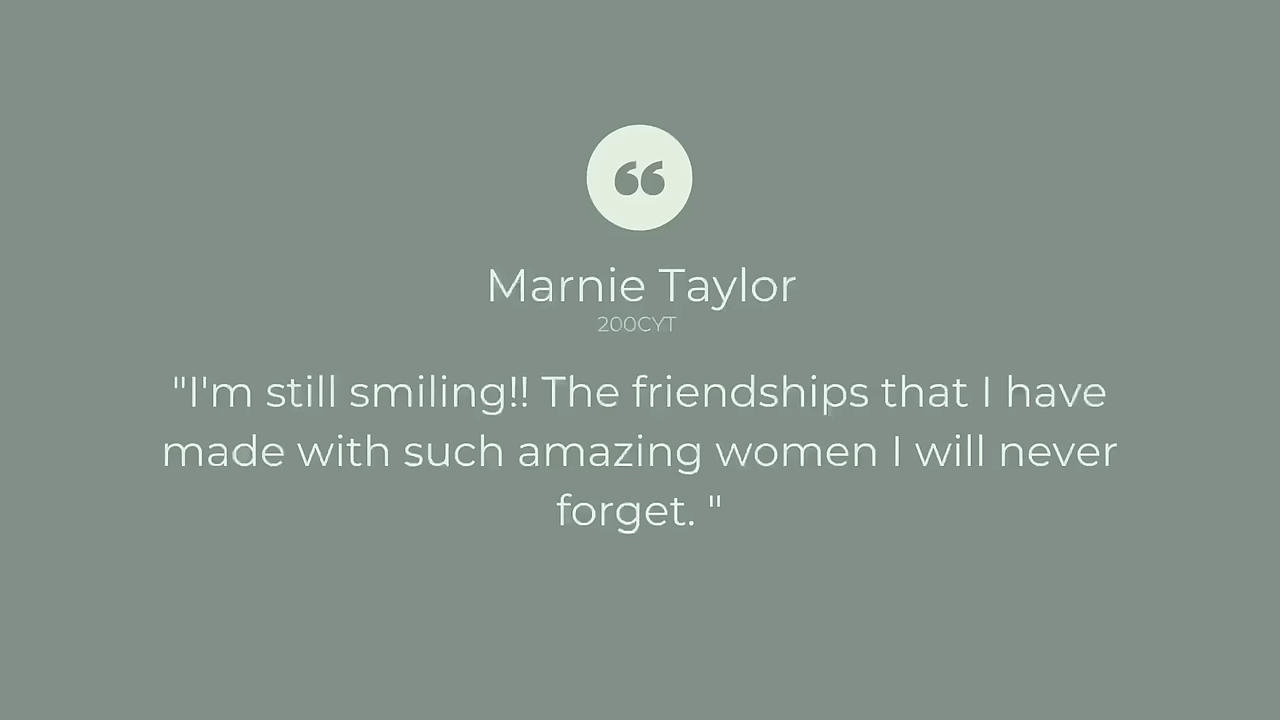 “
Marnie Taylor
200CYT
"I'm still smiling!! The friendships that I have
made with such amazing women I will never
forget. "